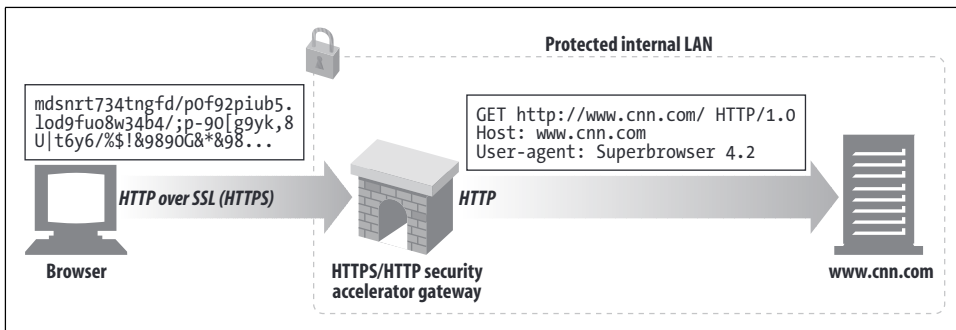 Protected internal LAN
mdsnrt734tngfd/pOf92piub5.
lod9fuo8w34b4/;p-9O[g9yk,8
U|t6y6/%$!&989OG&*&98...
GET http://www.cnn.com/ HTTP/1.0
Host: www.cnn.com
User-agent: Superbrowser 4.2
HTTP over SSL (HTTPS)
HTTP
Browser
HTTPS/HTTP security
accelerator gateway
www.cnn.com